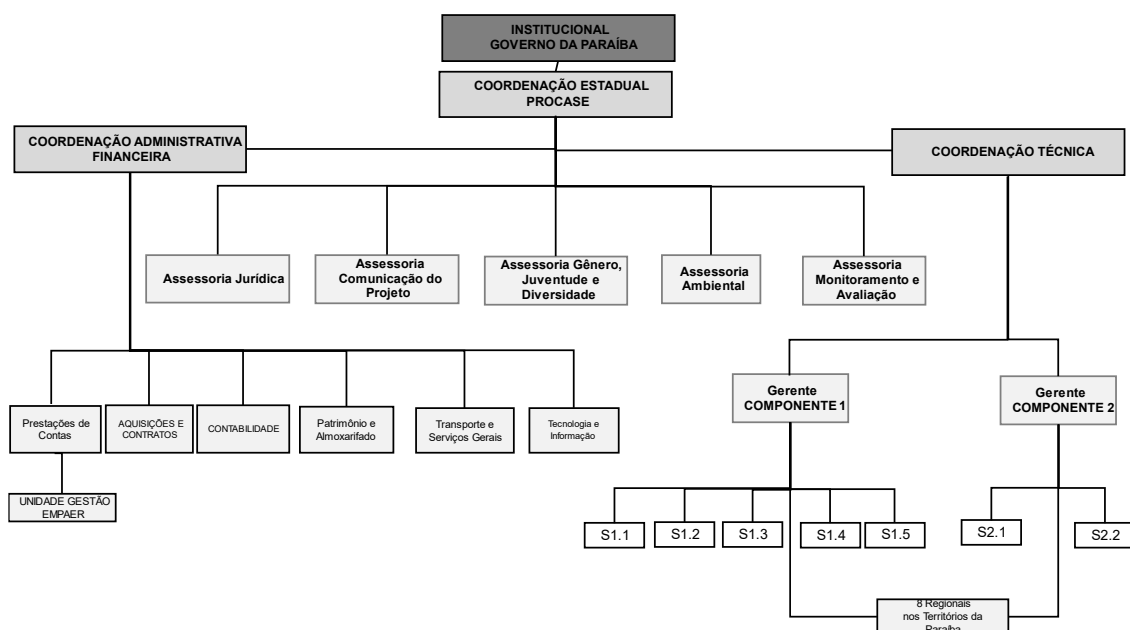 INSTITUCIONAL
GOVERNO DA PARAÍBA
COORDENAÇÃO ESTADUAL
PROCASE
COORDENAÇÃO ADMINISTRATIVA
FINANCEIRA
COORDENAÇÃO TÉCNICA
Assessoria Jurídica
Assessoria
Comunicação do
Projeto
Assessoria Gênero,
Juventude e
Diversidade
Assessoria
Ambiental
Assessoria
Monitoramento e
Avaliação
Gerente
COMPONENTE 1
Gerente
COMPONENTE 2
Prestações de
Contas
AQUISIÇÕES E
CONTRATOS
CONTABILIDADE
Patrimônio e
Almoxarifado
Transporte e
Serviços Gerais
Tecnologia e
Informação
UNIDADE GESTÃO
EMPAER
S1.1
S1.2
S1.3
S1.4
S1.5
S2.1
S2.2
8 Regionais
nos Territórios da
Paraíba